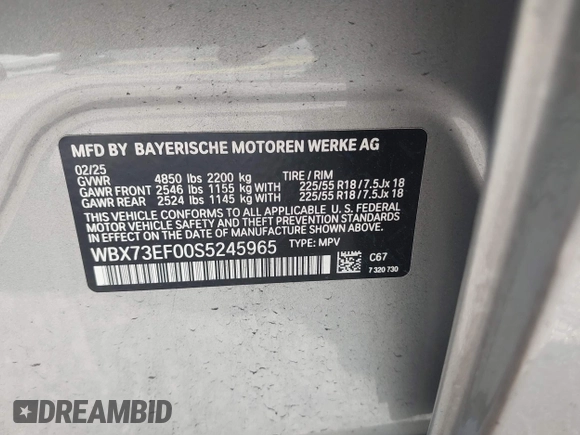 MFD BY BAYERISCHE MOTOREN WERKE AG
02/25
GVWR 4850 lbs 2200 kg TIRE / RIM
GAWR FRONT 2546 lbs 1155 kg WITH 225/55 R18 / 7.5Jx 18
GAWR REAR 2524 lbs 1145 kg WITH 225/55 R18 / 7.5Jx 18
THIS VEHICLE CONFORMS TO ALL APPLICABLE U. S. FEDERAL
MOTOR VEHICLE SAFETY, BUMPER, AND THEFT PREVENTION
STANDARDS IN EFFECT ON THE DATE OF MANUFACTURE SHOWN
ABOVE.
WBX73EF00S5245965 TYPE: MPV
C67
7 320 730
DREAMBID